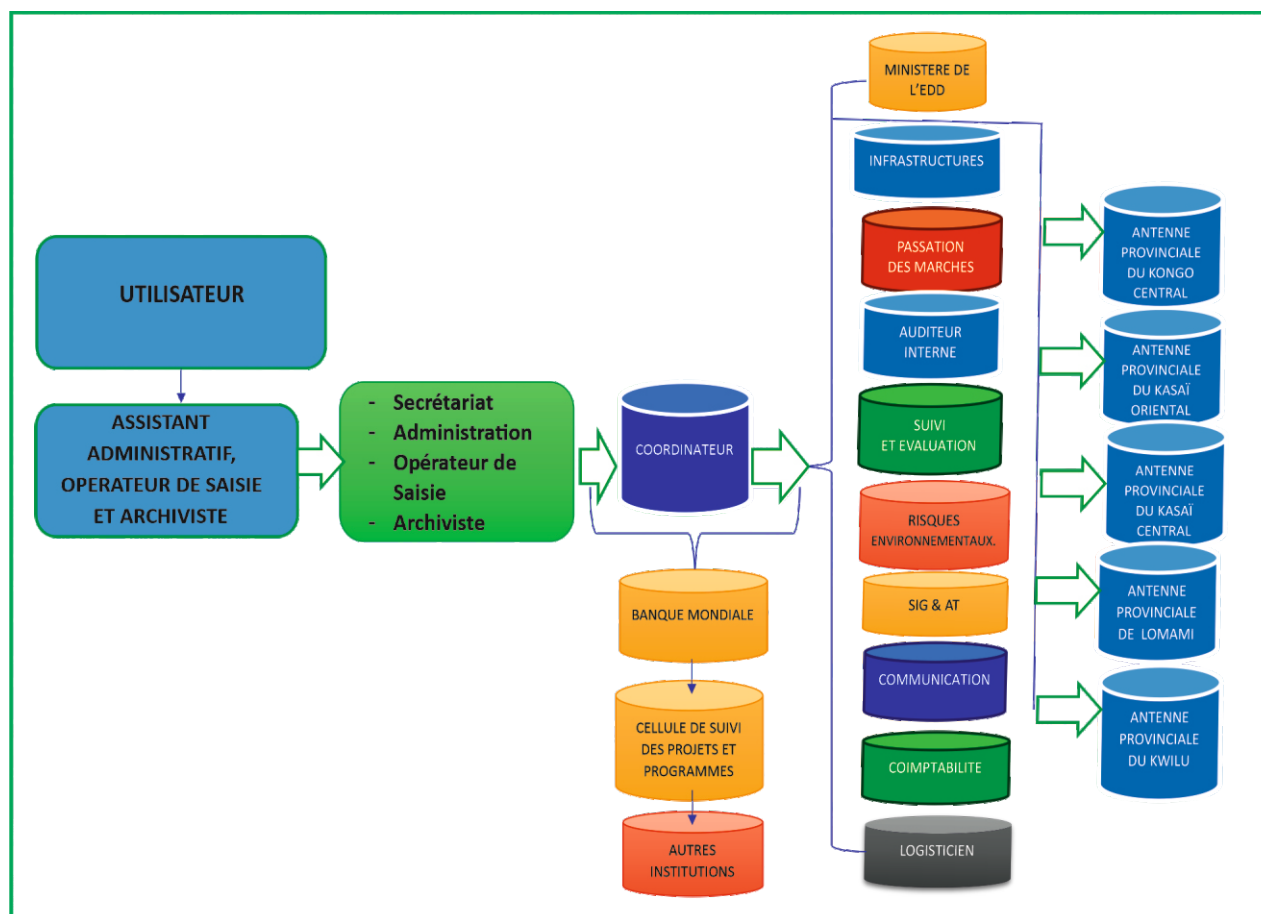 UTILISATEUR
ASSISTANT
ADMINISTRATIF,
OPERATEUR DE SAISIE
ET ARCHIVISTE
- Secrétariat
- Administration
- Opérateur de
Saisie
- Archiviste
COORDINATEUR
BANQUE MONDIALE
CELLULE DE SUIVI
DES PROJETS ET
PROGRAMMES
AUTRES
INSTITUTIONS
MINISTERE DE
L'EDD
INFRASTRUCTURES
PASSATION
DES MARCHES
AUDITEUR
INTERNE
SUIVI
ET EVALUATION
RISQUES
ENVIRONNEMENTAUX.
SIG & AT
COMMUNICATION
COIMPTABILITE
LOGISTICIEN
ANTENNE
PROVINCIALE
DU KONGO
CENTRAL
ANTENNE
PROVINCIALE
DU KASAÏ
ORIENTAL
ANTENNE
PROVINCIALE
DU KASAÏ
CENTRAL
ANTENNE
PROVINCIALE
DE LOMAMI
ANTENNE
PROVINCIALE
DU KWILU